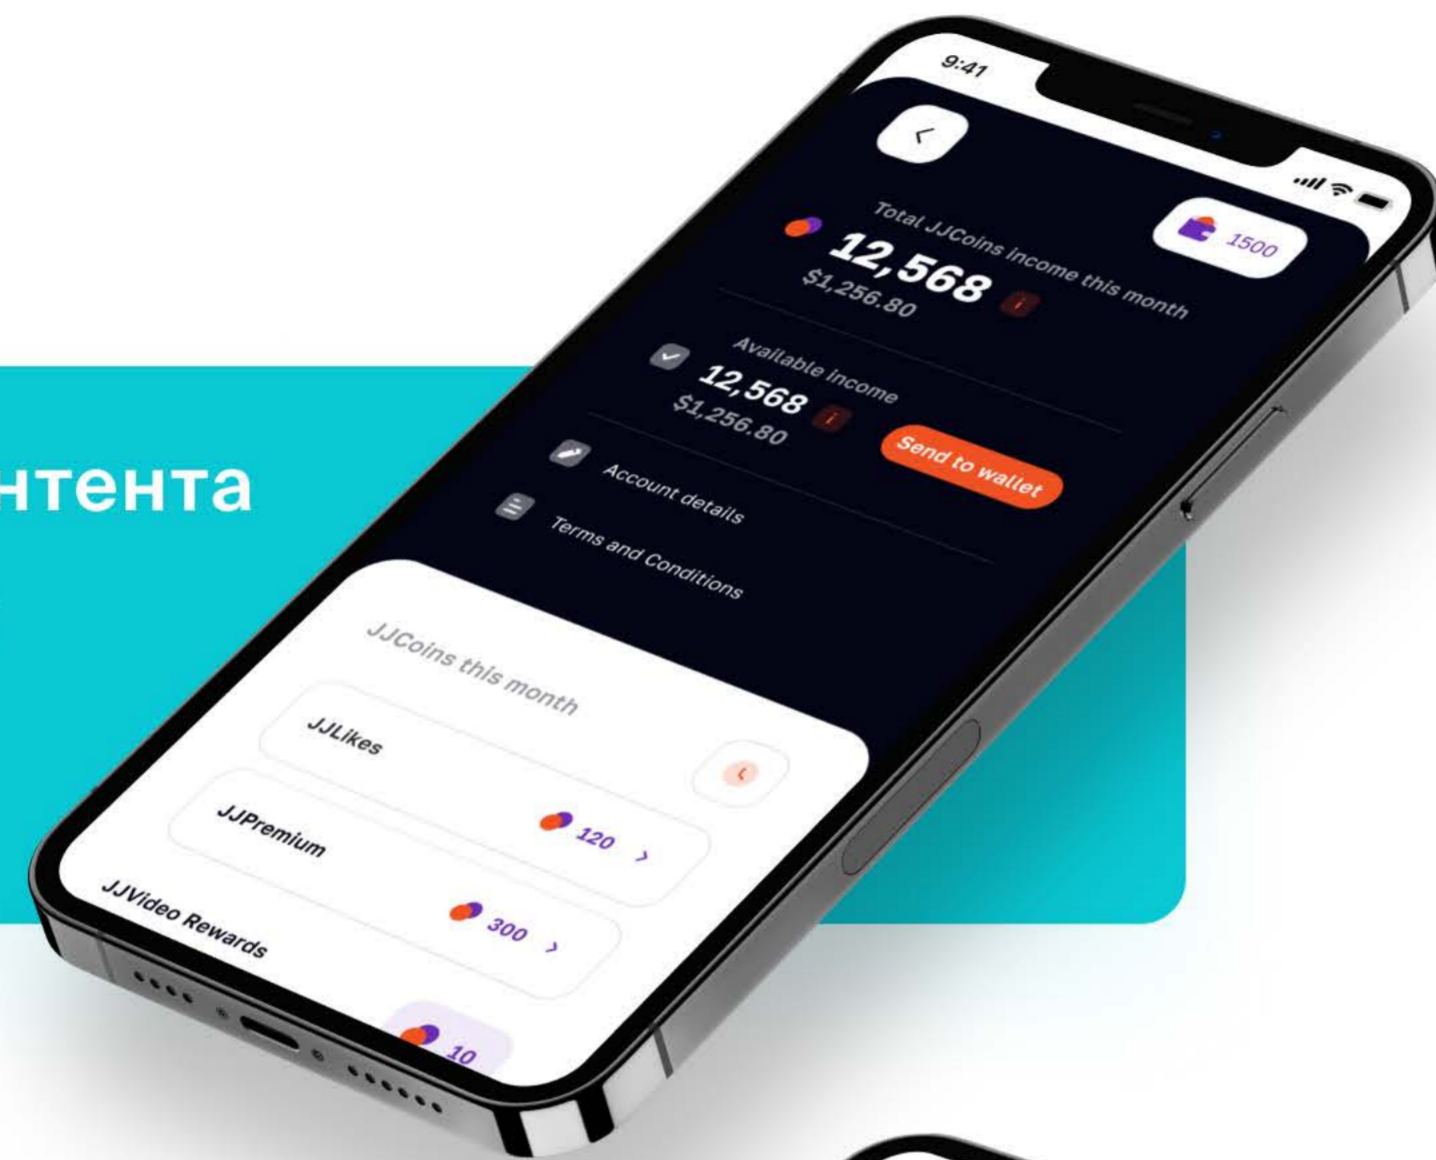 9:41
1500
Total JJCoins income this month
12,568
$1,256.80
Available income
12,568
$1,256.80
Send to wallet
Account details
Terms and Conditions
нтента
JJCoins this month
JJLikes
120
JJPremium
300
JJVideo Rewards
10